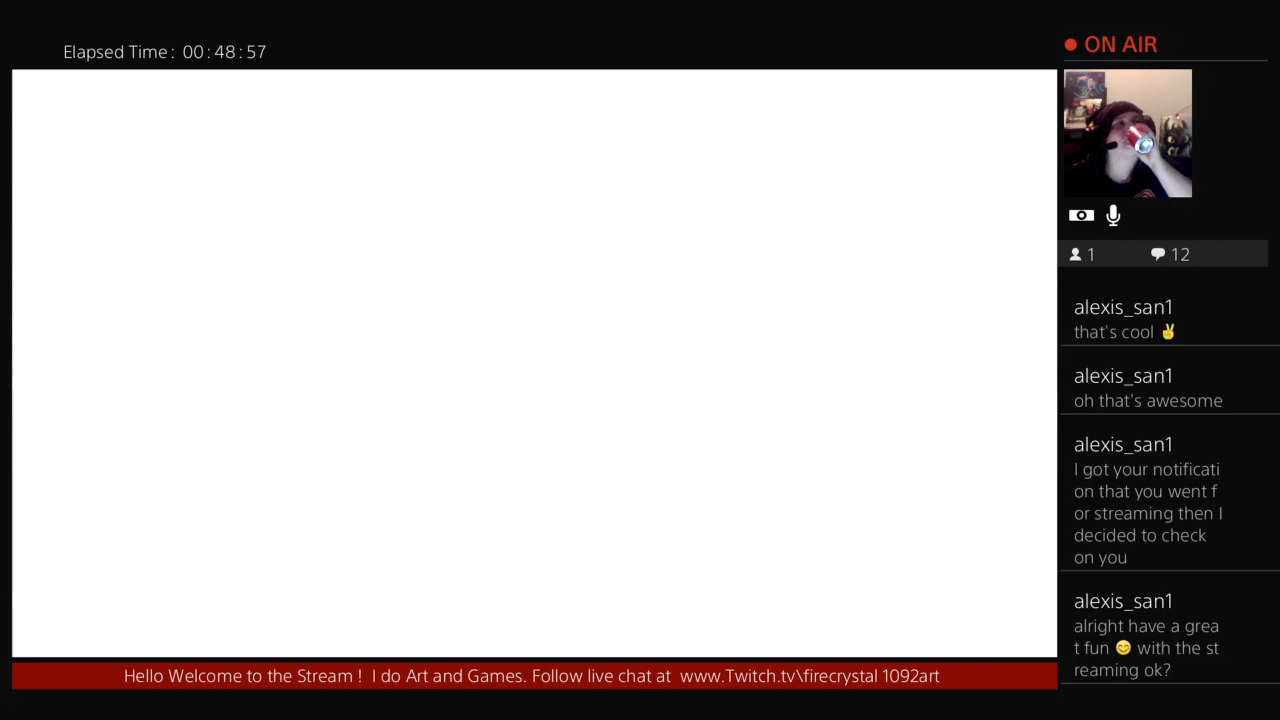 Elapsed Time: 00:48:57
ON AIR
1 12
alexis_san1
that's cool ✌
alexis_san1
oh that's awesome
alexis_san1
I got your notificati
on that you went f
or streaming then I
decided to check
on you
alexis_san1
alright have a grea
t fun 😊 with the st
reaming ok?
Hello Welcome to the Stream ! I do Art and Games. Follow live chat at www.Twitch.tv\firecrystal1092art